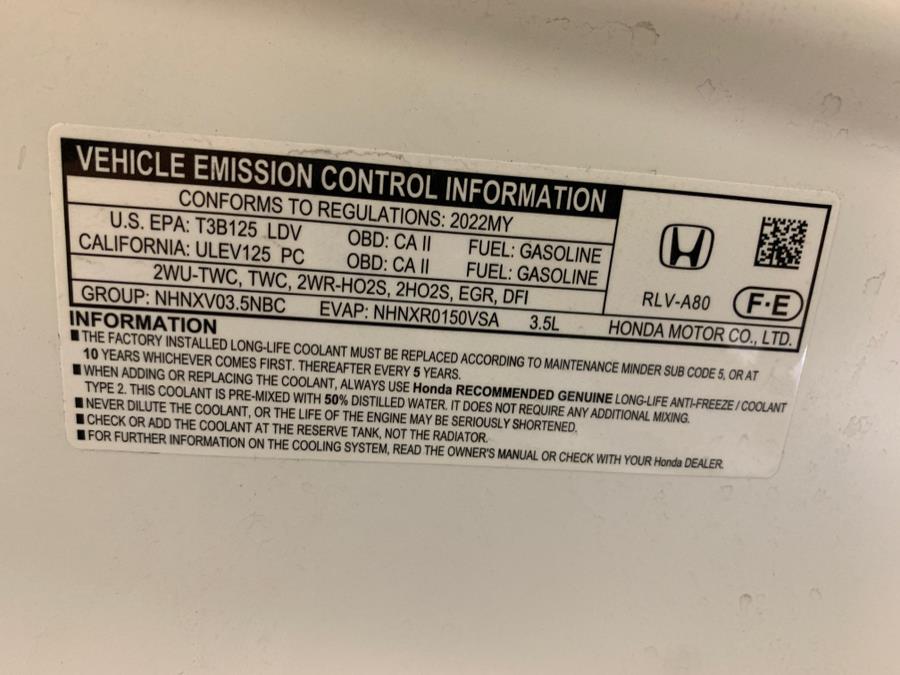 VEHICLE EMISSION CONTROL INFORMATION
CONFORMS TO REGULATIONS: 2022MY
U.S. EPA: T3B125 LDV OBD: CA II FUEL: GASOLINE
CALIFORNIA: ULEV125 PC OBD: CA II FUEL: GASOLINE
2WU-TWC, TWC, 2WR-HO2S, 2HO2S, EGR, DFI
GROUP: NHNXV03.5NBC EVAP: NHNXR0150VSA 3.5L
RLV-A80 F·E
HONDA MOTOR CO., LTD.
INFORMATION
■ THE FACTORY INSTALLED LONG-LIFE COOLANT MUST BE REPLACED ACCORDING TO MAINTENANCE MINDER SUB CODE 5, OR AT
10 YEARS WHICHEVER COMES FIRST. THEREAFTER EVERY 5 YEARS.
■ WHEN ADDING OR REPLACING THE COOLANT, ALWAYS USE Honda RECOMMENDED GENUINE LONG-LIFE ANTI-FREEZE / COOLANT
TYPE 2. THIS COOLANT IS PRE-MIXED WITH 50% DISTILLED WATER. IT DOES NOT REQUIRE ANY ADDITIONAL MIXING.
■ NEVER DILUTE THE COOLANT, OR THE LIFE OF THE ENGINE MAY BE SERIOUSLY SHORTENED.
■ CHECK OR ADD THE COOLANT AT THE RESERVE TANK, NOT THE RADIATOR.
■ FOR FURTHER INFORMATION ON THE COOLING SYSTEM, READ THE OWNER'S MANUAL OR CHECK WITH YOUR Honda DEALER.